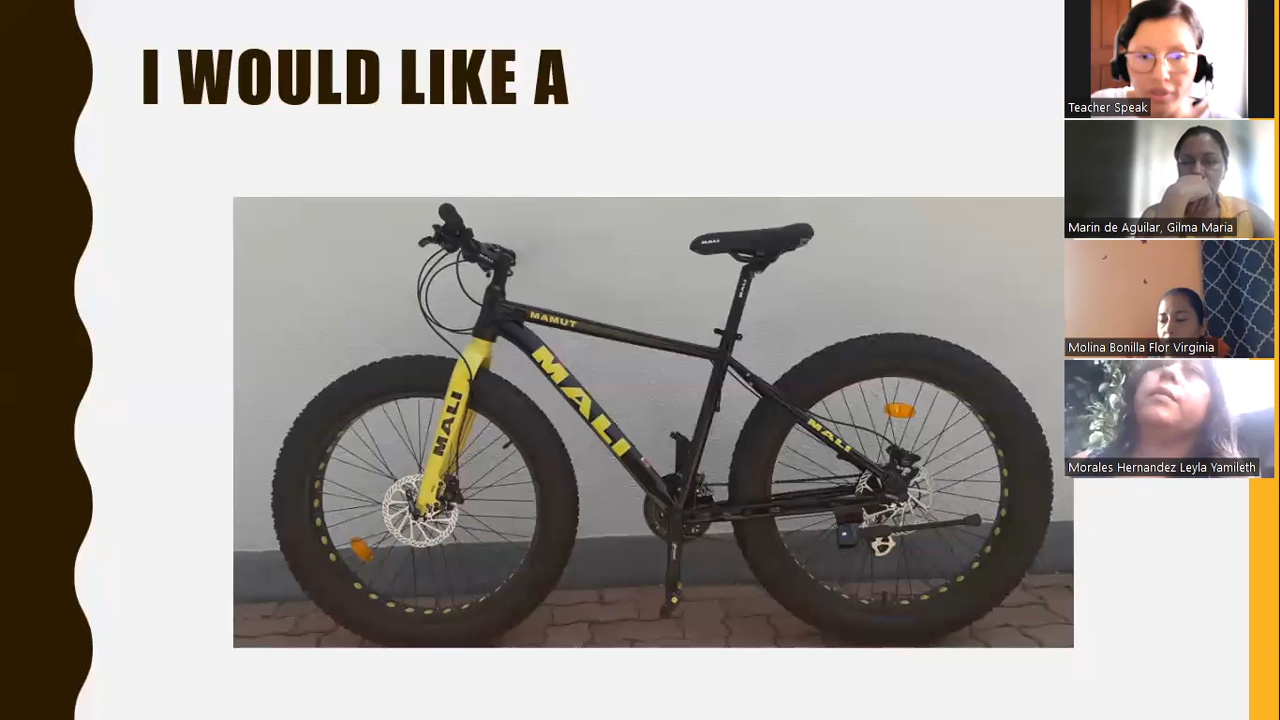 I WOULD LIKE A
MALI
MAMUT
MALI
MALI
MALI
MALI
Teacher Speak
Marin de Aguilar, Gilma Maria
Molina Bonilla Flor Virginia
Morales Hernandez Leyla Yamileth